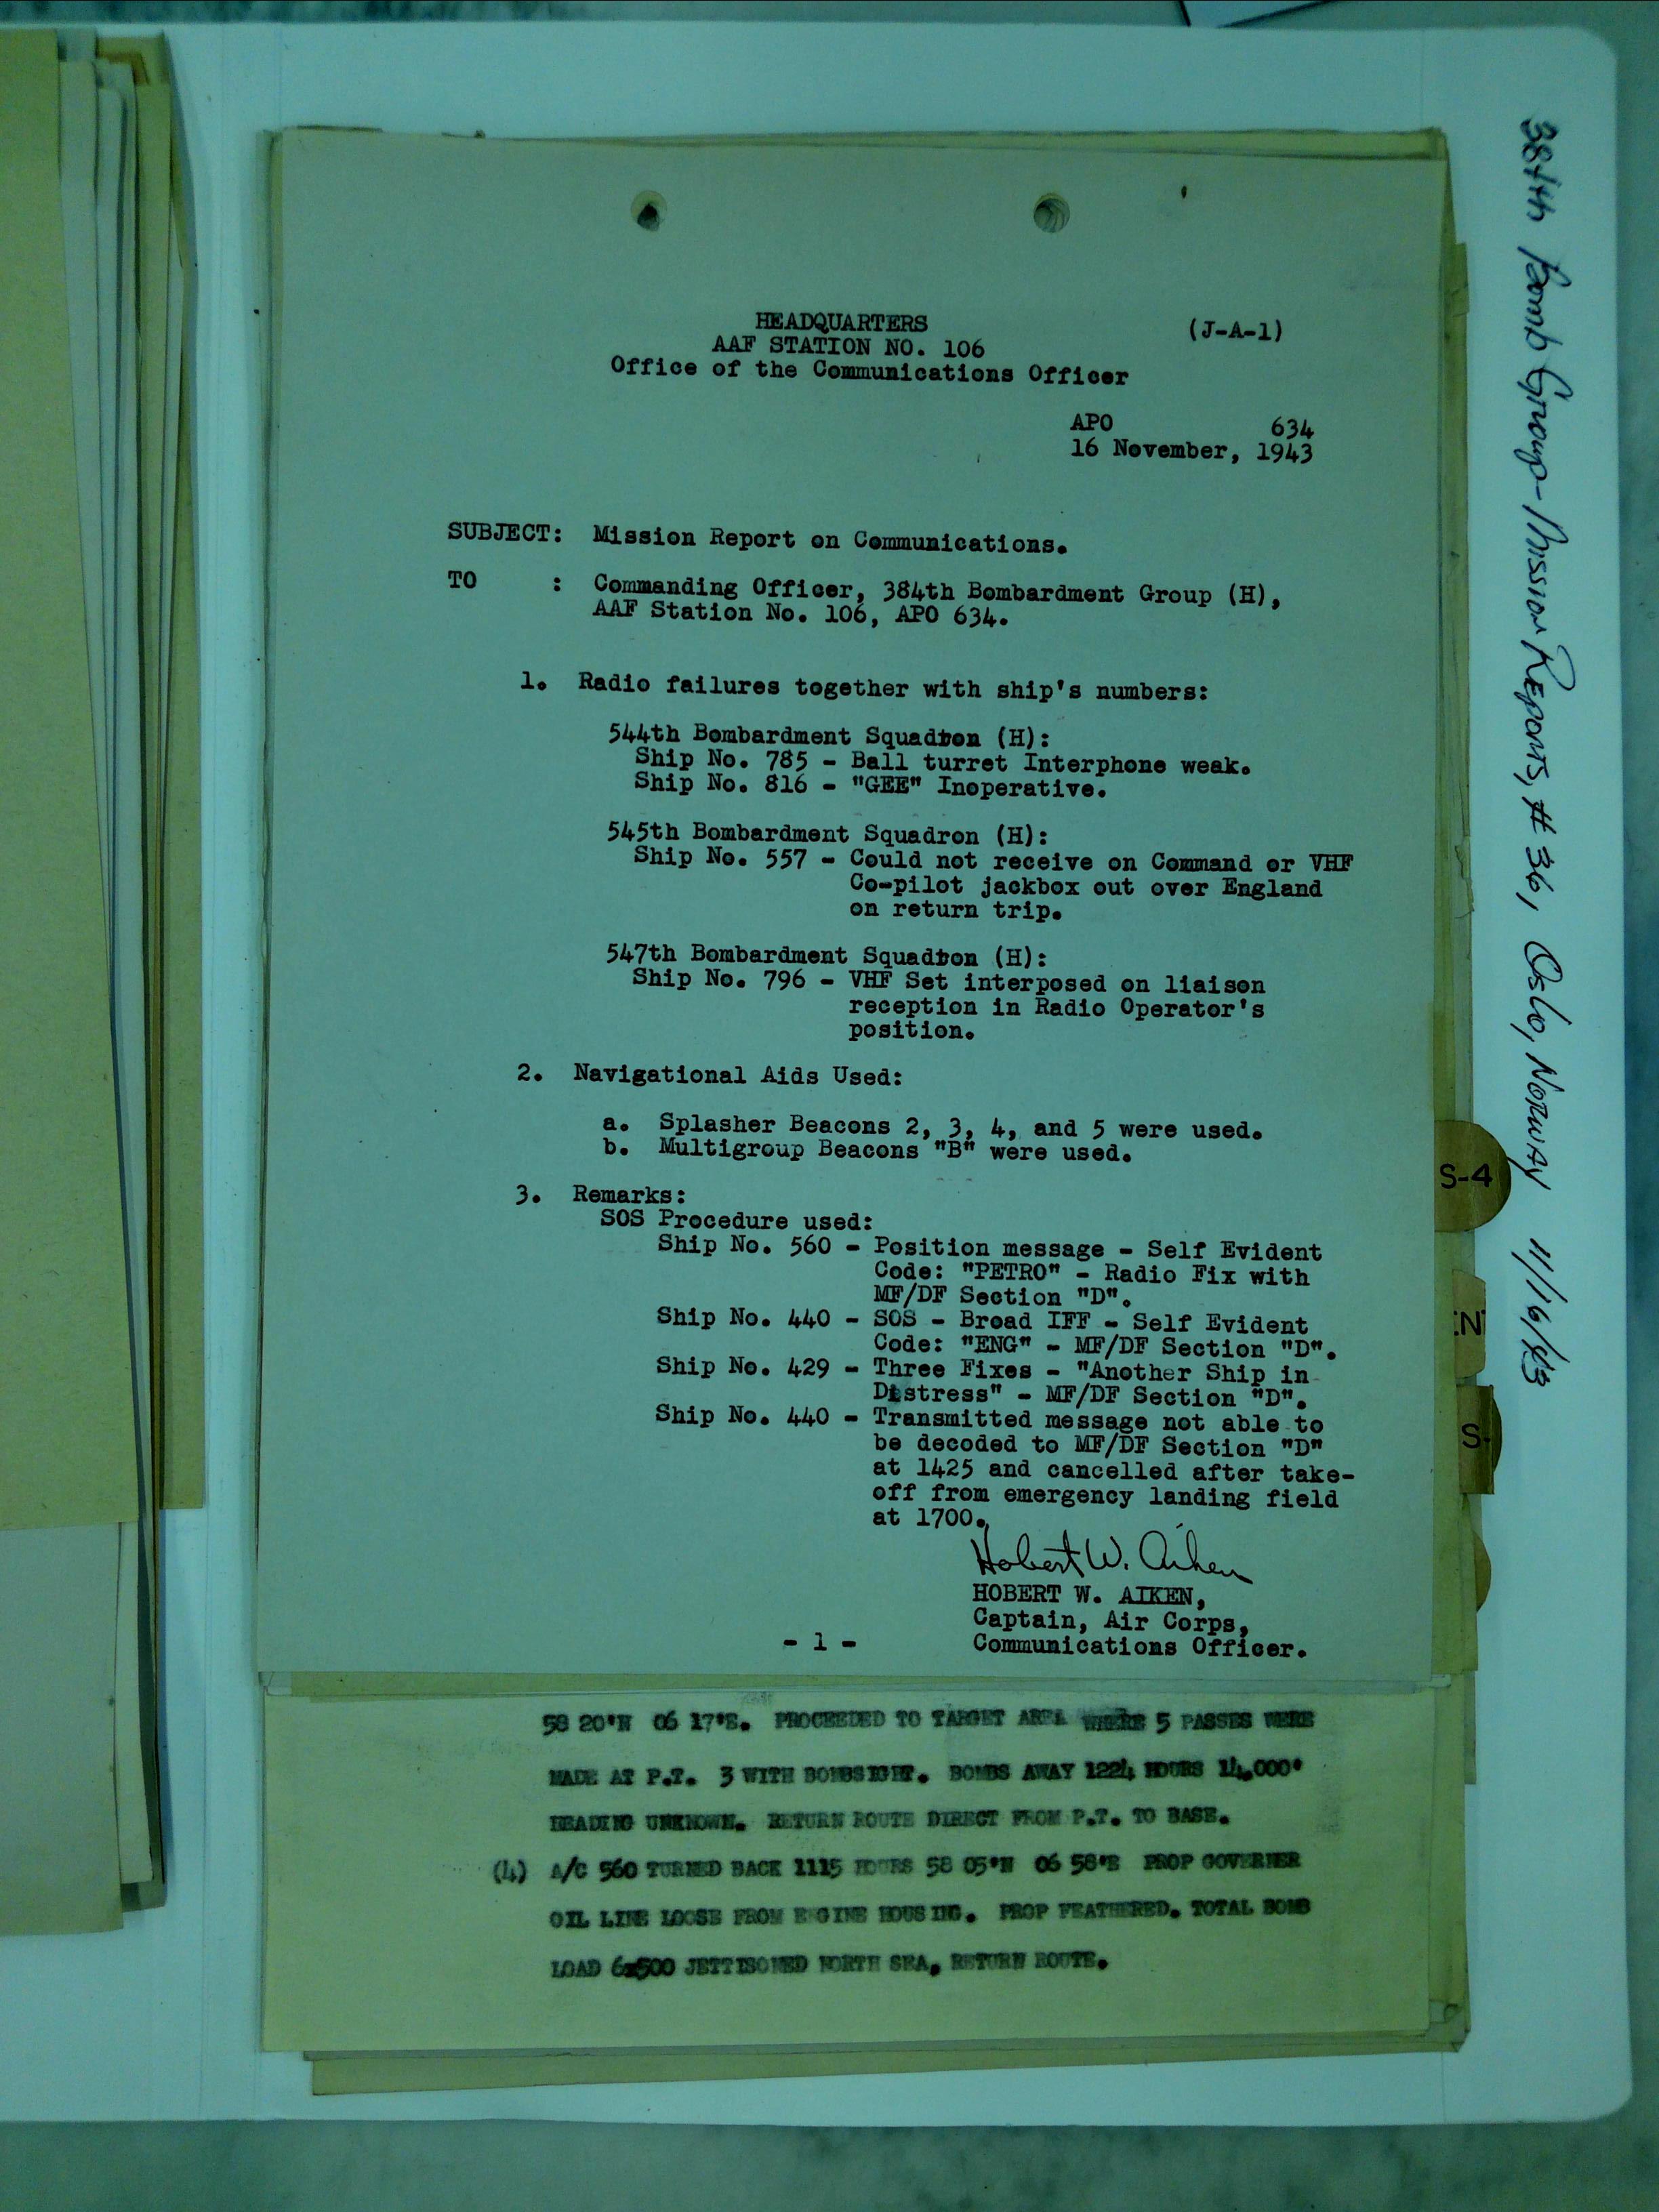 HEADQUARTERS
(J-A-1)
AAF STATION NO. 106
Office of the Communications Officer
APO 634
16 November, 1943
SUBJECT: Mission Report on Communications.
TO : Commanding Officer, 384th Bombardment Group (H),
AAF Station No. 106, APO 634.
1. Radio failures together with ship's numbers:
544th Bombardment Squadron (H):
Ship No. 785 - Ball turret Interphone weak.
Ship No. 816 - "GEE" Inoperative.
545th Bombardment Squadron (H):
Ship No. 557 - Could not receive on Command or VHF
Co-pilot jackbox out over England
on return trip.
547th Bombardment Squadron (H):
Ship No. 796 - VHF Set interposed on liaison
reception in Radio Operator's
position.
2. Navigational Aids Used:
a. Splasher Beacons 2, 3, 4, and 5 were used.
b. Multigroup Beacons "B" were used.
3. Remarks:
SOS Procedure used:
Ship No. 560 - Position message - Self Evident
Code: "PETRO" - Radio Fix with
MF/DF Section "D".
Ship No. 440 - SOS - Broad IFF - Self Evident
Code: "ENG" - MF/DF Section "D".
Ship No. 429 - Three Fixes - "Another Ship in
Distress" - MF/DF Section "D".
Ship No. 440 - Transmitted message not able to
be decoded to MF/DF Section "D"
at 1425 and cancelled after take-
off from emergency landing field
at 1700.
Hobert W. Aiken
HOBERT W. AIKEN,
Captain, Air Corps,
Communications Officer.
- 1 -
58 20'N 06 17'E. PROCEEDED TO TARGET AREA WHERE 5 PASSES WERE
MADE AT P.T. 3 WITH BOMBSIGHT. BOMBS AWAY 1224 HOURS 14,000'
HEADING UNKNOWN. RETURN ROUTE DIRECT FROM P.T. TO BASE.
(4) A/C 560 TURNED BACK 1115 HOURS 58 05'N 06 58'E PROP GOVERNER
OIL LINE LOOSE FROM ENGINE HOUSING. PROP FEATHERED. TOTAL BOMB
LOAD 6x500 JETTISONED NORTH SEA, RETURN ROUTE.
384th Bomb Group - Mission Reports, # 36, Oslo, Norway 11/16/43
S-4
EN
S-